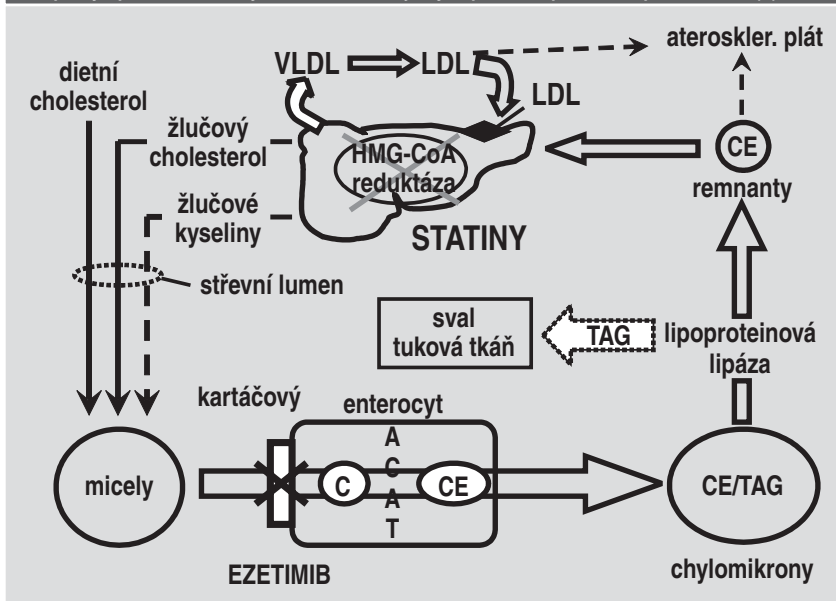 ateroskler. plát
VLDL
LDL
LDL
dietní
cholesterol
žlučový
cholesterol
HMG-CoA
reduktáza
CE
remnanty
žlučové
kyseliny
STATINY
střevní lumen
sval
tuková tkáň
TAG
lipoproteinová
lipáza
kartáčový
enterocyt
micely
A
C
A
T
C
CE
CE/TAG
EZETIMIB
chylomikrony